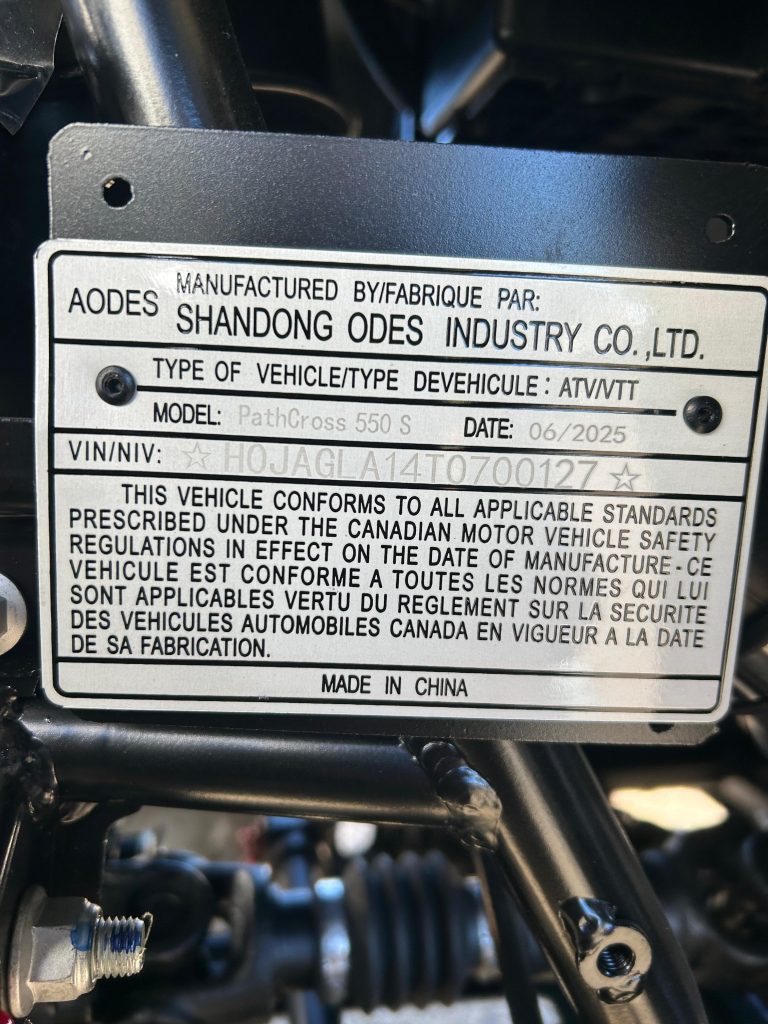 AODES
MANUFACTURED BY/FABRIQUE PAR:
SHANDONG ODES INDUSTRY CO.,LTD.
TYPE OF VEHICLE/TYPE DEVEHICULE: ATV/VTT
MODEL: PathCross 550 S DATE: 06/2025
VIN/NIV: ☆ H0JAGLA14T0700127 ☆
THIS VEHICLE CONFORMS TO ALL APPLICABLE STANDARDS
PRESCRIBED UNDER THE CANADIAN MOTOR VEHICLE SAFETY
REGULATIONS IN EFFECT ON THE DATE OF MANUFACTURE-CE
VEHICULE EST CONFORME A TOUTES LES NORMES QUI LUI
SONT APPLICABLES VERTU DU REGLEMENT SUR LA SECURITE
DES VEHICULES AUTOMOBILES CANADA EN VIGUEUR A LA DATE
DE SA FABRICATION.
MADE IN CHINA